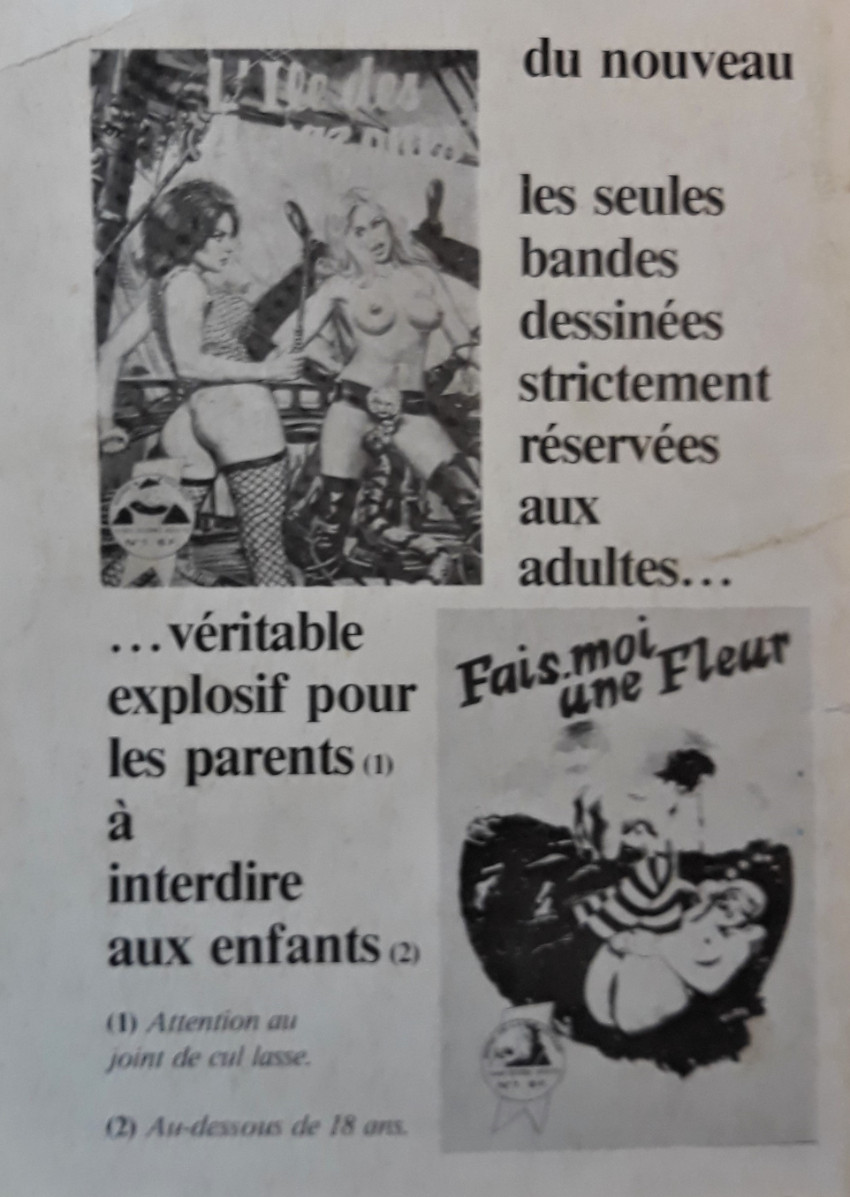 du nouveau
les seules
bandes
dessinées
strictement
réservées
aux
adultes...
L'Ile des
...véritable
explosif pour
les parents (1)
à
interdire
aux enfants (2)
(1) Attention au
joint de cul lasse.
(2) Au-dessous de 18 ans.
Fais.moi
une Fleur